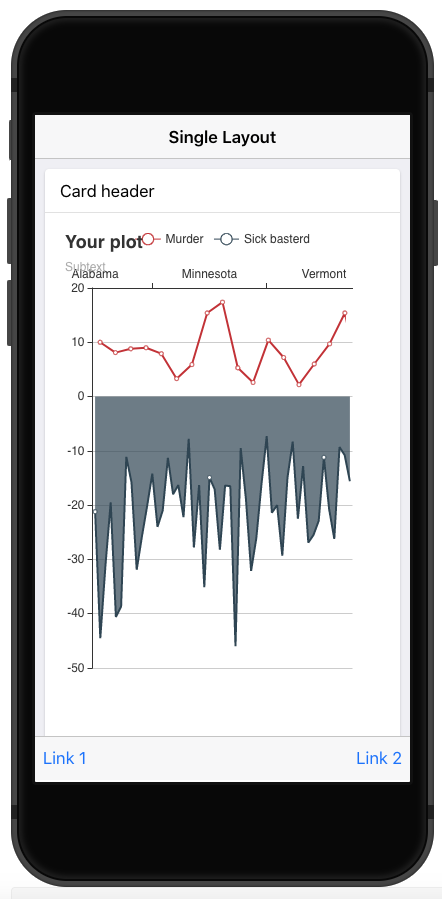 Single Layout
Card header
Your plot Murder Sick basterd
Subtext
Alabama Minnesota Vermont
20
10
0
-10
-20
-30
-40
-50
Link 1 Link 2